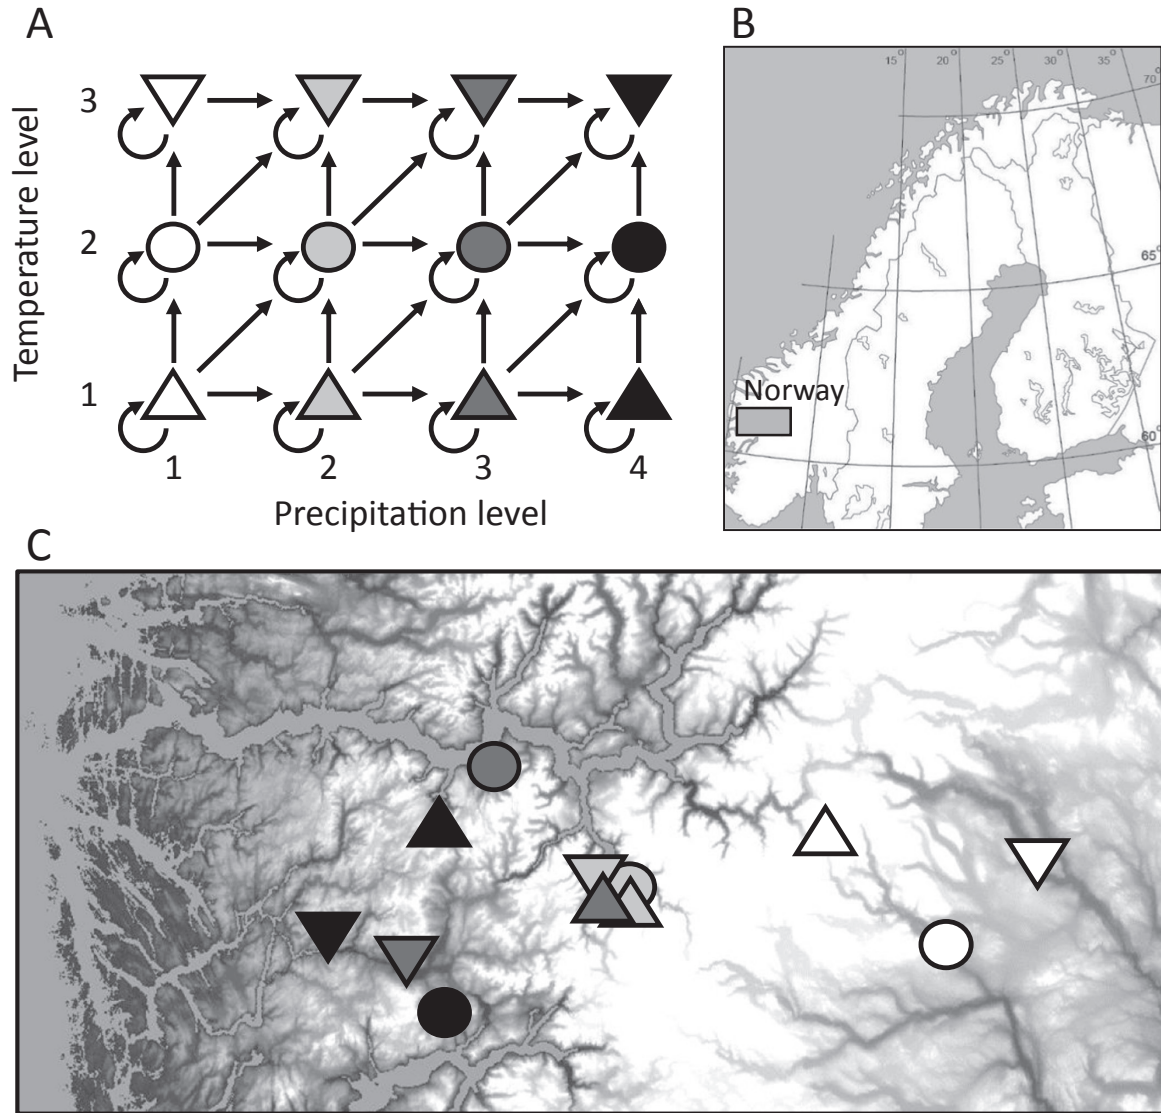 A
Temperature level
3
2
1
1 2 3 4
Precipitation level
B
15° 20° 25° 30° 35°
70°
65°
60°
Norway
C